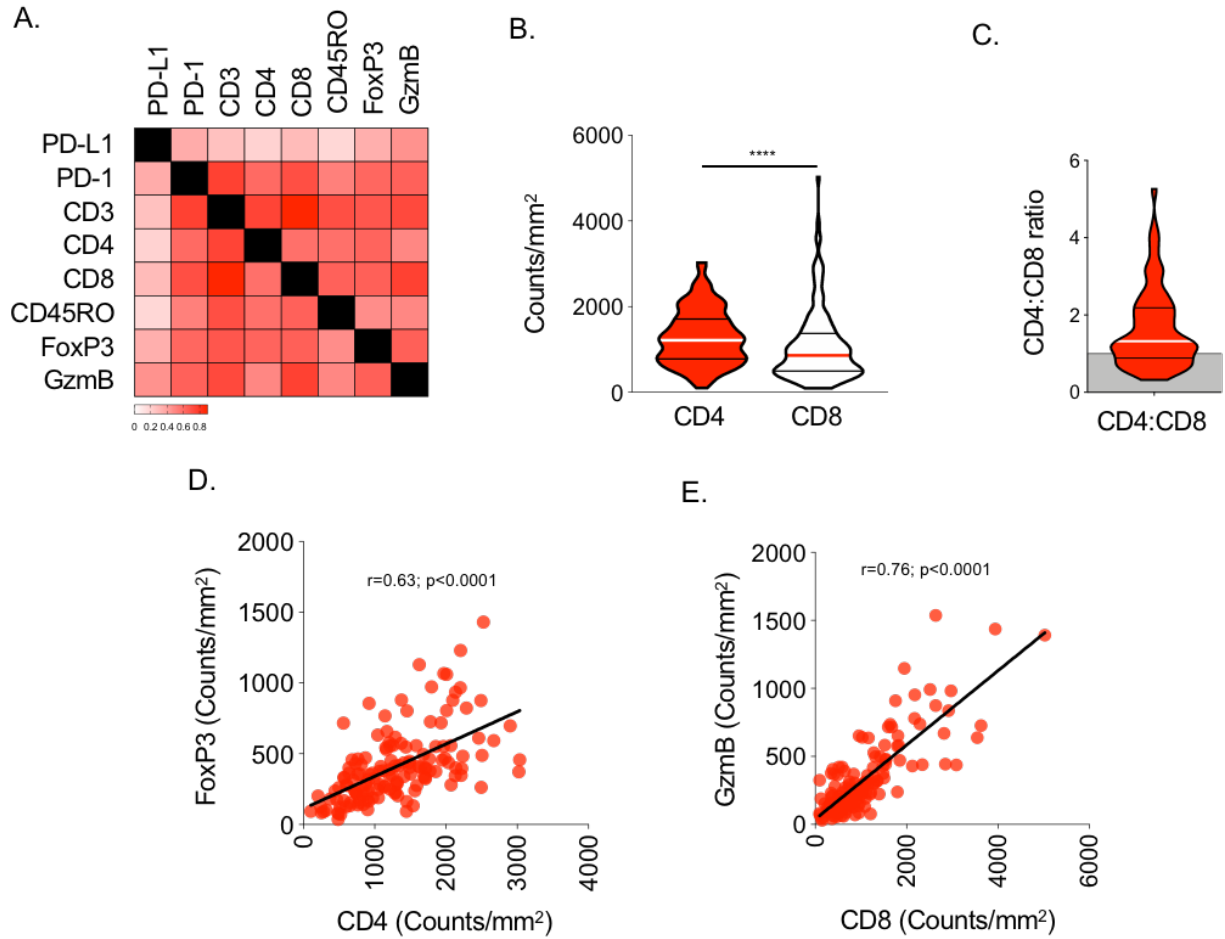 A.
B.
C.
PD-L1 PD-1 CD3 CD4 CD8 CD45RO FoxP3 GzmB
PD-L1
PD-1
CD3
CD4
CD8
CD45RO
FoxP3
GzmB
0 0.2 0.4 0.6 0.8
Counts/mm²
6000
4000
2000
0
****
CD4 CD8
CD4:CD8 ratio
6
4
2
0
CD4:CD8
D.
FoxP3 (Counts/mm²)
2000
1500
1000
500
0
r=0.63; p<0.0001
0 1000 2000 3000 4000
CD4 (Counts/mm²)
E.
GzmB (Counts/mm²)
2000
1500
1000
500
0
r=0.76; p<0.0001
0 2000 4000 6000
CD8 (Counts/mm²)